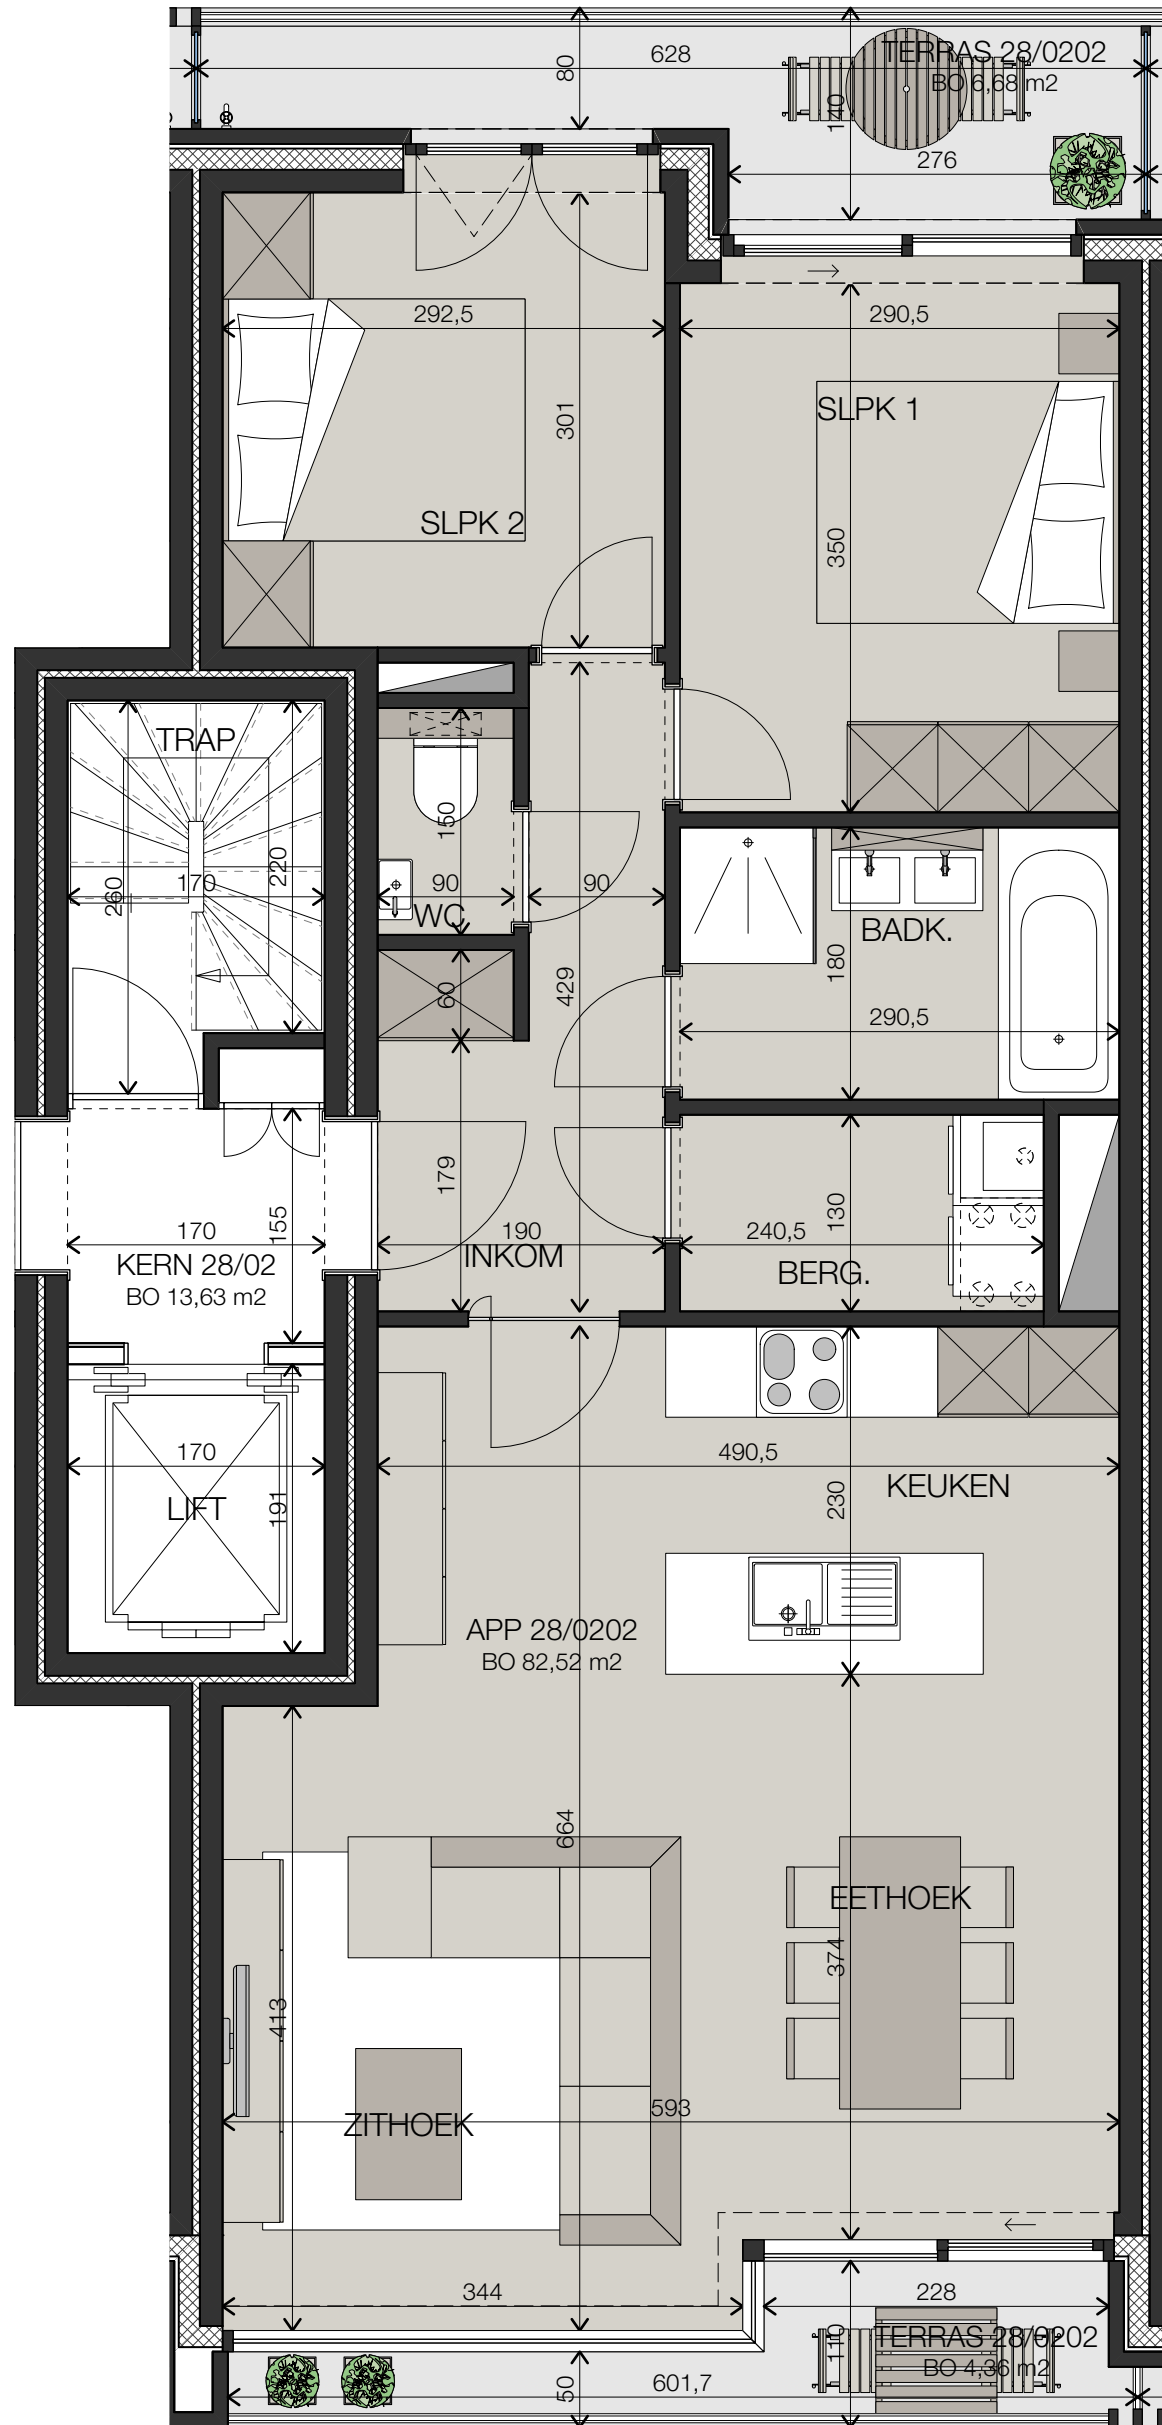 80
628
TERRAS 28/0202
BO 6,68 m2
140
276
292,5
290,5
301
SLPK 1
SLPK 2
350
TRAP
150
220
170
260
90
WC
90
BADK.
180
60
429
290,5
179
155
130
170
190
240,5
INKOM
KERN 28/02
BO 13,63 m2
BERG.
170
490,5
KEUKEN
230
191
LIFT
APP 28/0202
BO 82,52 m2
664
EETHOEK
374
413
593
ZITHOEK
344
228
110
TERRAS 28/0202
BO 4,36 m2
50
601,7